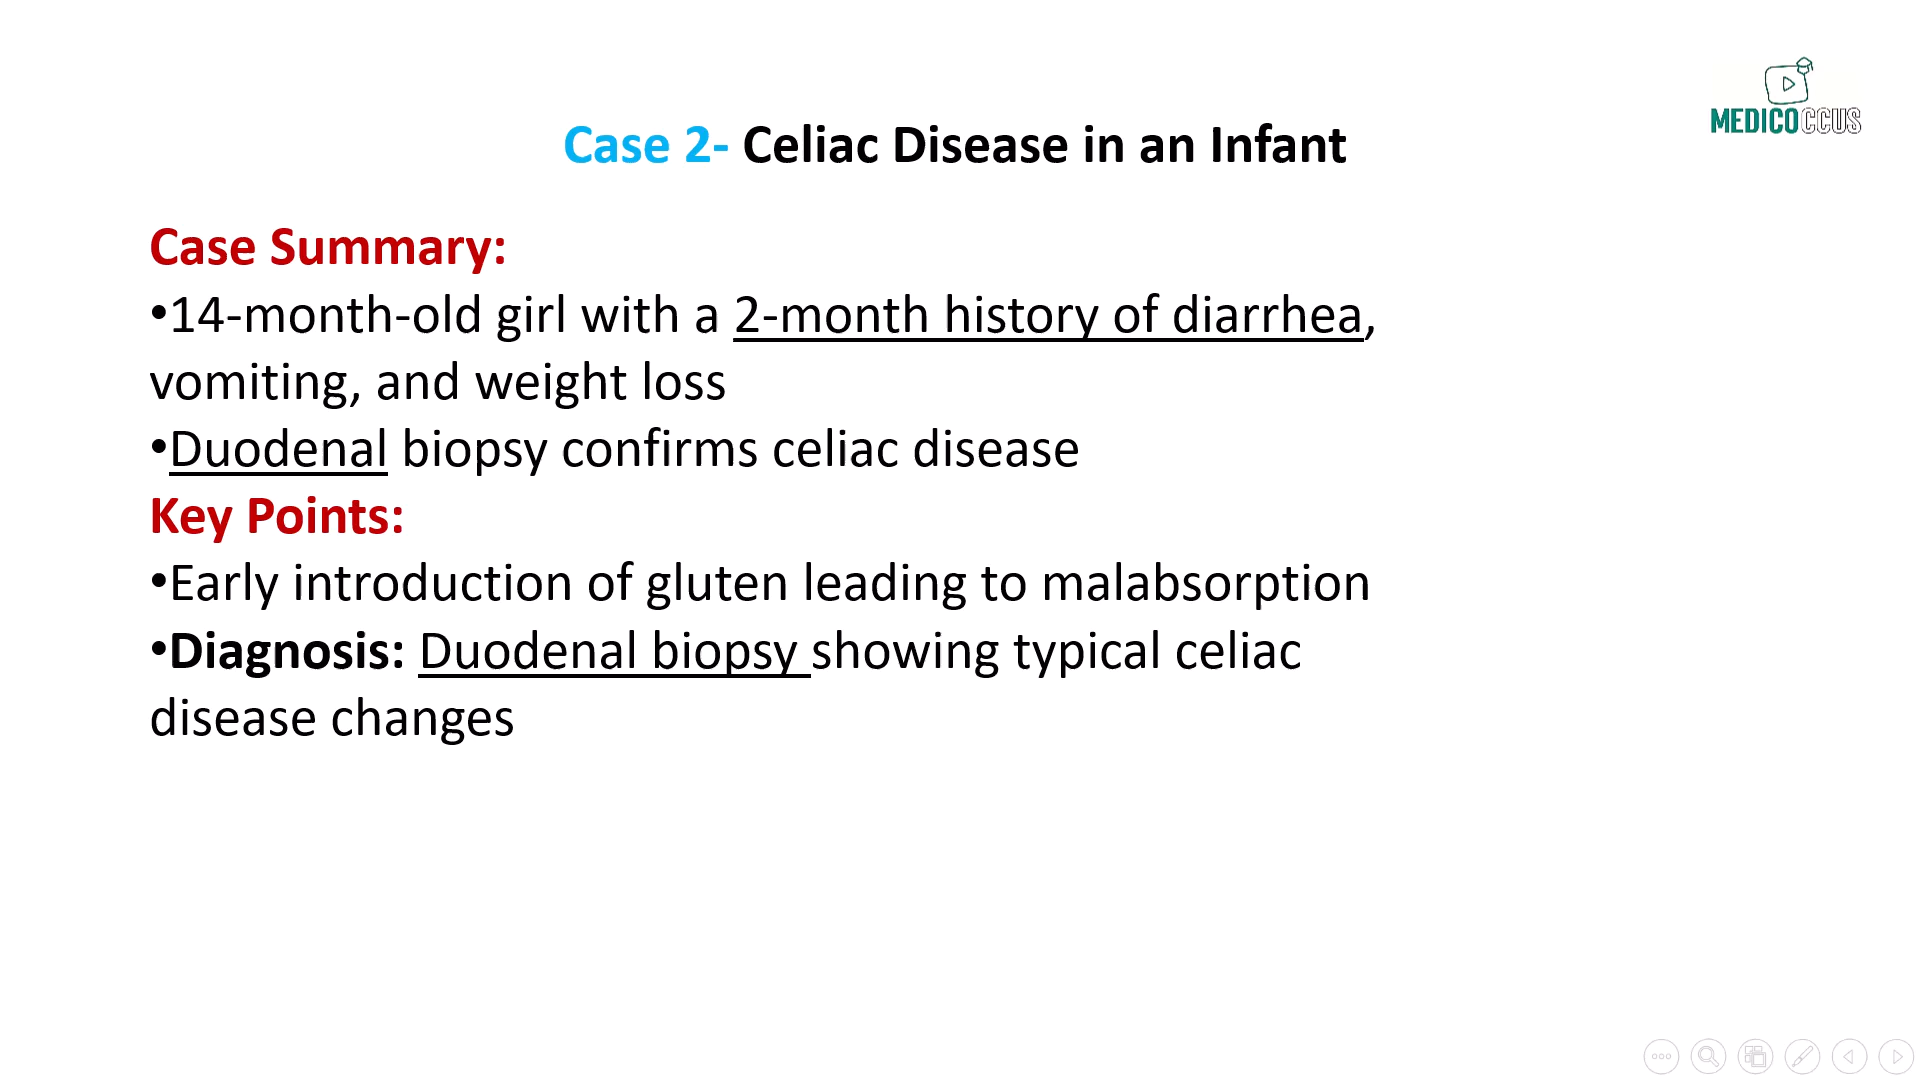 MEDICOCCUS
Case 2- Celiac Disease in an Infant
Case Summary:
•14-month-old girl with a 2-month history of diarrhea,
vomiting, and weight loss
•Duodenal biopsy confirms celiac disease
Key Points:
•Early introduction of gluten leading to malabsorption
•Diagnosis: Duodenal biopsy showing typical celiac
disease changes